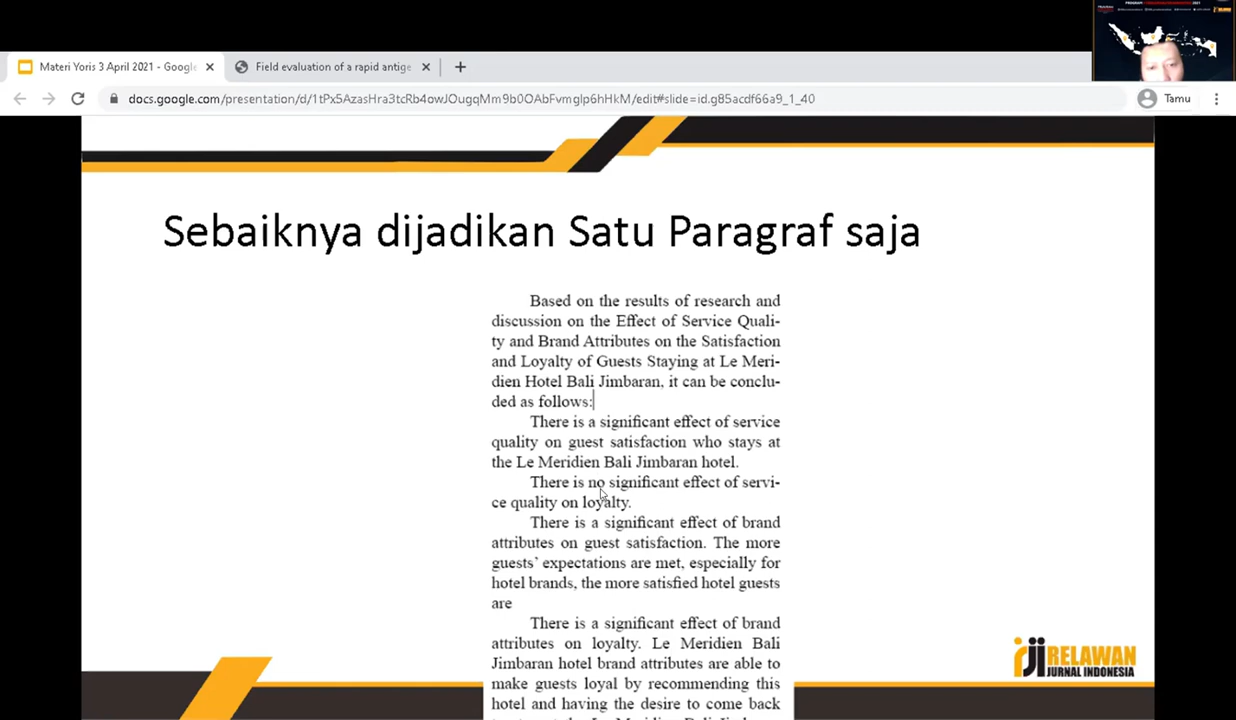 Materi Yoris 3 April 2021 - Google
Field evaluation of a rapid antige
docs.google.com/presentation/d/1tPx5AzasHra3tcRb4owJOugqMm9b0OAbFvmglp6hHkM/edit#slide=id.g85acdf66a9_1_40
Tamu
Sebaiknya dijadikan Satu Paragraf saja
Based on the results of research and
discussion on the Effect of Service Quali-
ty and Brand Attributes on the Satisfaction
and Loyalty of Guests Staying at Le Meri-
dien Hotel Bali Jimbaran, it can be conclu-
ded as follows:
There is a significant effect of service
quality on guest satisfaction who stays at
the Le Meridien Bali Jimbaran hotel.
There is no significant effect of servi-
ce quality on loyalty.
There is a significant effect of brand
attributes on guest satisfaction. The more
guests’ expectations are met, especially for
hotel brands, the more satisfied hotel guests
are
There is a significant effect of brand
attributes on loyalty. Le Meridien Bali
Jimbaran hotel brand attributes are able to
make guests loyal by recommending this
hotel and having the desire to come back
RELAWAN
JURNAL INDONESIA